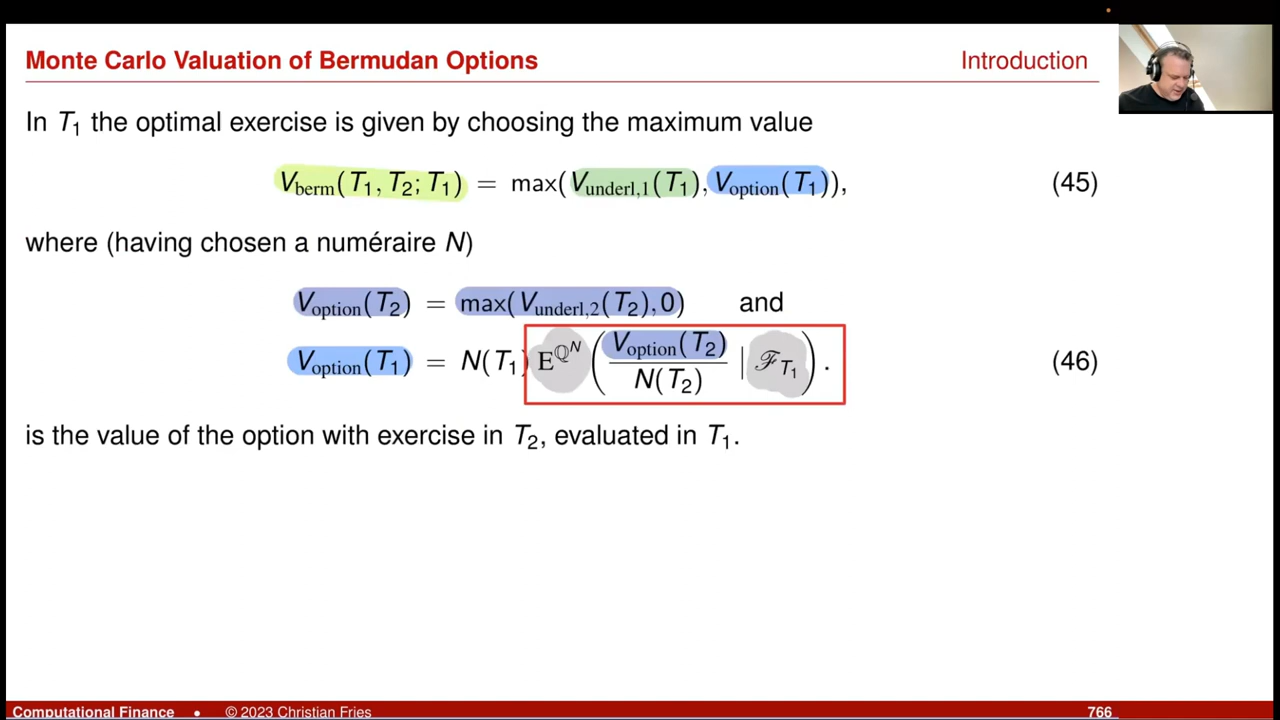 Monte Carlo Valuation of Bermudan Options Introduction
In T₁ the optimal exercise is given by choosing the maximum value
V_berm(T₁, T₂; T₁) = max(V_underl,1(T₁), V_option(T₁)), (45)
where (having chosen a numéraire N)
V_option(T₂) = max(V_underl,2(T₂), 0) and
V_option(T₁) = N(T₁) E^{ℚ^N} ( V_option(T₂) / N(T₂) | ℱ_{T₁} ) . (46)
is the value of the option with exercise in T₂, evaluated in T₁.
Computational Finance • © 2023 Christian Fries 766